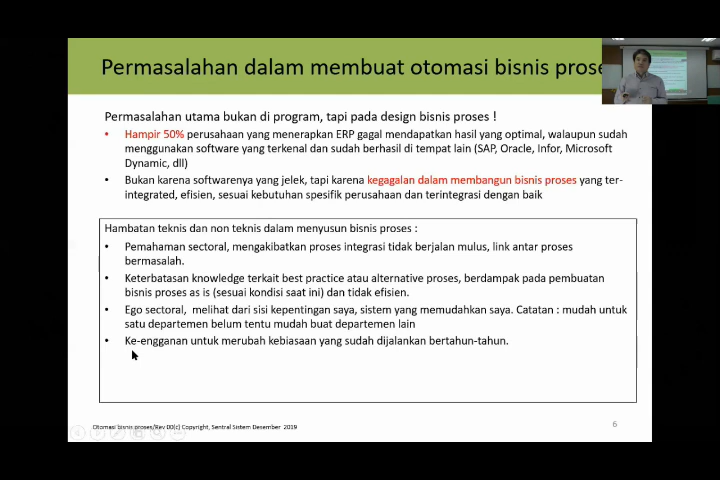 Permasalahan dalam membuat otomasi bisnis prose
Permasalahan utama bukan di program, tapi pada design bisnis proses !
• Hampir 50% perusahaan yang menerapkan ERP gagal mendapatkan hasil yang optimal, walaupun sudah
menggunakan software yang terkenal dan sudah berhasil di tempat lain (SAP, Oracle, Infor, Microsoft
Dynamic, dll)
• Bukan karena softwarenya yang jelek, tapi karena kegagalan dalam membangun bisnis proses yang ter-
integrated, efisien, sesuai kebutuhan spesifik perusahaan dan terintegrasi dengan baik
Hambatan teknis dan non teknis dalam menyusun bisnis proses :
• Pemahaman sectoral, mengakibatkan proses integrasi tidak berjalan mulus, link antar proses
bermasalah.
• Keterbatasan knowledge terkait best practice atau alternative proses, berdampak pada pembuatan
bisnis proses as is (sesuai kondisi saat ini) dan tidak efisien.
• Ego sectoral, melihat dari sisi kepentingan saya, sistem yang memudahkan saya. Catatan : mudah untuk
satu departemen belum tentu mudah buat departemen lain
• Ke-engganan untuk merubah kebiasaan yang sudah dijalankan bertahun-tahun.
Otomasi bisnis proses/Rev 00(c) Copyright, Sentral Sistem Desember 2019
6